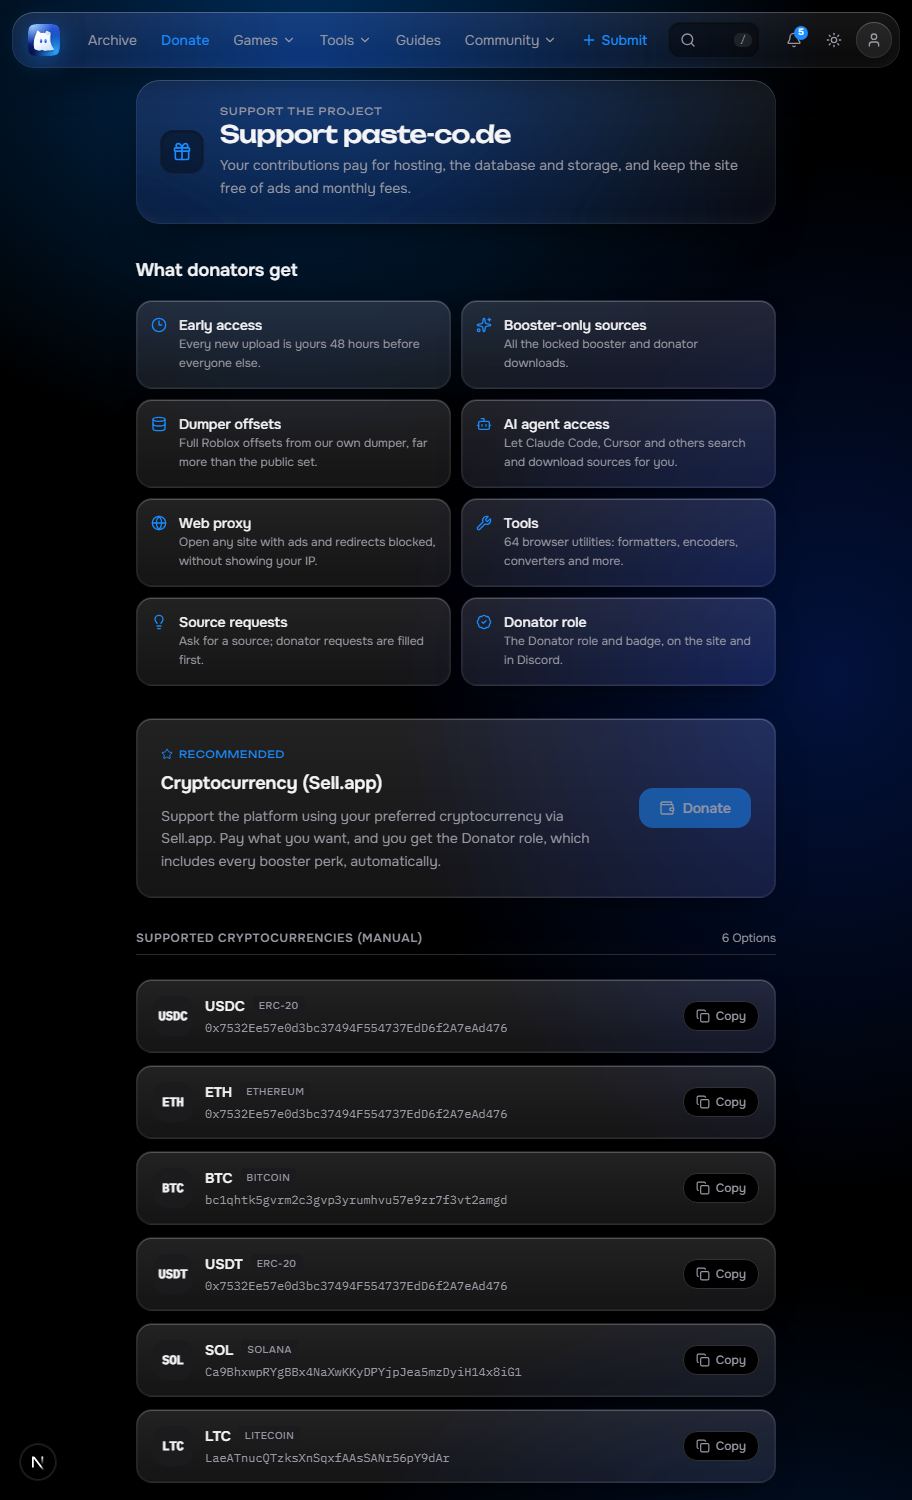 Archive Donate Games Tools Guides Community + Submit / 5
SUPPORT THE PROJECT
Support paste-co.de
Your contributions pay for hosting, the database and storage, and keep the site
free of ads and monthly fees.
What donators get
Early access
Every new upload is yours 48 hours before
everyone else.
Booster-only sources
All the locked booster and donator
downloads.
Dumper offsets
Full Roblox offsets from our own dumper, far
more than the public set.
AI agent access
Let Claude Code, Cursor and others search
and download sources for you.
Web proxy
Open any site with ads and redirects blocked,
without showing your IP.
Tools
64 browser utilities: formatters, encoders,
converters and more.
Source requests
Ask for a source; donator requests are filled
first.
Donator role
The Donator role and badge, on the site and
in Discord.
RECOMMENDED
Cryptocurrency (Sell.app)
Support the platform using your preferred cryptocurrency via
Sell.app. Pay what you want, and you get the Donator role, which
includes every booster perk, automatically.
Donate
SUPPORTED CRYPTOCURRENCIES (MANUAL) 6 Options
USDC USDC ERC-20
0x7532Ee57e0d3bc37494F554737EdD6f2A7eAd476
Copy
ETH ETH ETHEREUM
0x7532Ee57e0d3bc37494F554737EdD6f2A7eAd476
Copy
BTC BTC BITCOIN
bc1qhtk5gvrm2c3gvp3yrumhvu57e9zr7f3vt2amgd
Copy
USDT USDT ERC-20
0x7532Ee57e0d3bc37494F554737EdD6f2A7eAd476
Copy
SOL SOL SOLANA
Ca9BhxwpRYgBBx4NaXwKKyDPYjpJea5mzDyiH14x8iG1
Copy
LTC LTC LITECOIN
LaeATnucQTzksXnSqxfAAsSANr56pY9dAr
Copy
N